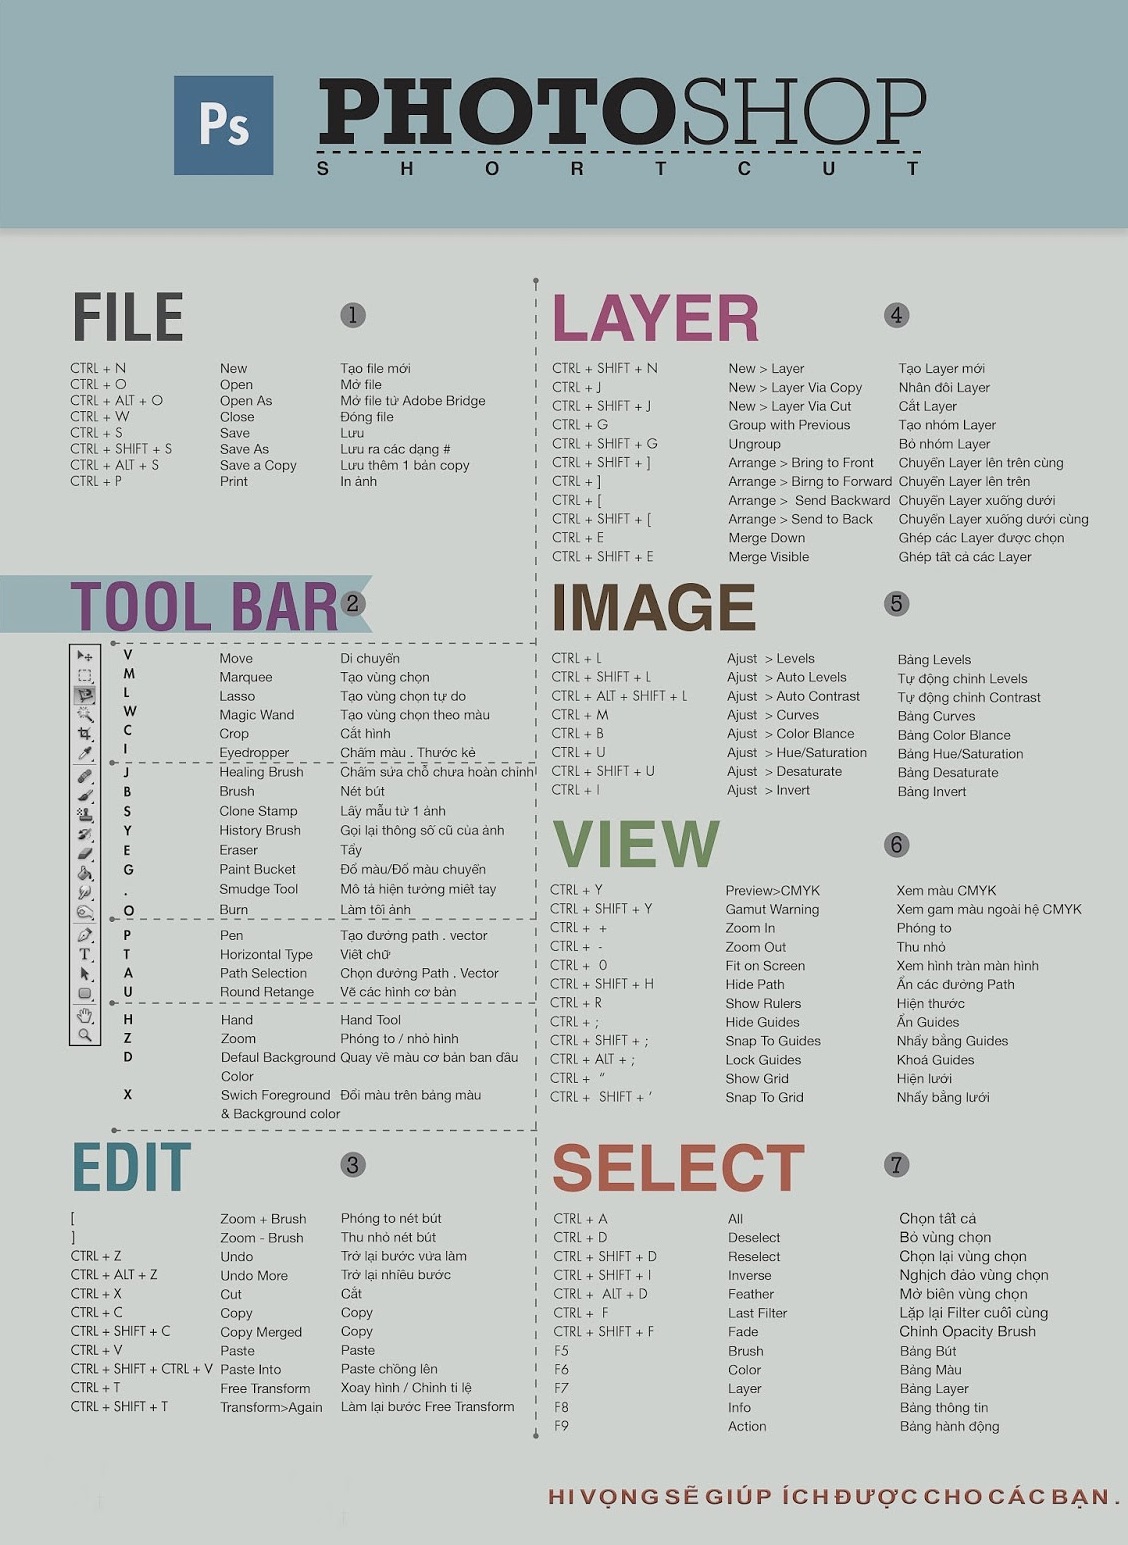 Ps
PHOTOSHOP
SHORTCUT
FILE 1
CTRL + N New Tạo file mới
CTRL + O Open Mở file
CTRL + ALT + O Open As Mở file từ Adobe Bridge
CTRL + W Close Đóng file
CTRL + S Save Lưu
CTRL + SHIFT + S Save As Lưu ra các dạng #
CTRL + ALT + S Save a Copy Lưu thêm 1 bản copy
CTRL + P Print In ảnh
TOOL BAR 2
V Move Di chuyển
M Marquee Tạo vùng chọn
L Lasso Tạo vùng chọn tự do
W Magic Wand Tạo vùng chọn theo màu
C Crop Cắt hình
I Eyedropper Chấm màu . Thước kẻ
J Healing Brush Chấm sửa chỗ chưa hoàn chỉnh
B Brush Nét bút
S Clone Stamp Lấy mẫu từ 1 ảnh
Y History Brush Gọi lại thông số cũ của ảnh
E Eraser Tẩy
G Paint Bucket Đổ màu/Đổ màu chuyển
. Smudge Tool Mô tả hiện tượng miết tay
O Burn Làm tối ảnh
P Pen Tạo đường path . vector
T Horizontal Type Viết chữ
A Path Selection Chọn đường Path . Vector
U Round Retange Vẽ các hình cơ bản
H Hand Hand Tool
Z Zoom Phóng to / nhỏ hình
D Defaul Background Quay về màu cơ bản ban đầu
Color
X Swich Foreground Đổi màu trên bảng màu
& Background color
EDIT 3
[ Zoom + Brush Phóng to nét bút
] Zoom - Brush Thu nhỏ nét bút
CTRL + Z Undo Trở lại bước vừa làm
CTRL + ALT + Z Undo More Trở lại nhiều bước
CTRL + X Cut Cắt
CTRL + C Copy Copy
CTRL + SHIFT + C Copy Merged Copy
CTRL + V Paste Paste
CTRL + SHIFT + CTRL + V Paste Into Paste chồng lên
CTRL + T Free Transform Xoay hình / Chỉnh tỉ lệ
CTRL + SHIFT + T Transform>Again Làm lại bước Free Transform
LAYER 4
CTRL + SHIFT + N New > Layer Tạo Layer mới
CTRL + J New > Layer Via Copy Nhân đôi Layer
CTRL + SHIFT + J New > Layer Via Cut Cắt Layer
CTRL + G Group with Previous Tạo nhóm Layer
CTRL + SHIFT + G Ungroup Bỏ nhóm Layer
CTRL + SHIFT + ] Arrange > Bring to Front Chuyển Layer lên trên cùng
CTRL + ] Arrange > Birng to Forward Chuyển Layer lên trên
CTRL + [ Arrange > Send Backward Chuyển Layer xuống dưới
CTRL + SHIFT + [ Arrange > Send to Back Chuyển Layer xuống dưới cùng
CTRL + E Merge Down Ghép các Layer được chọn
CTRL + SHIFT + E Merge Visible Ghép tất cả các Layer
IMAGE 5
CTRL + L Ajust > Levels Bảng Levels
CTRL + SHIFT + L Ajust > Auto Levels Tự động chỉnh Levels
CTRL + ALT + SHIFT + L Ajust > Auto Contrast Tự động chỉnh Contrast
CTRL + M Ajust > Curves Bảng Curves
CTRL + B Ajust > Color Blance Bảng Color Blance
CTRL + U Ajust > Hue/Saturation Bảng Hue/Saturation
CTRL + SHIFT + U Ajust > Desaturate Bảng Desaturate
CTRL + I Ajust > Invert Bảng Invert
VIEW 6
CTRL + Y Preview>CMYK Xem màu CMYK
CTRL + SHIFT + Y Gamut Warning Xem gam màu ngoài hệ CMYK
CTRL + + Zoom In Phóng to
CTRL + - Zoom Out Thu nhỏ
CTRL + 0 Fit on Screen Xem hình tràn màn hình
CTRL + SHIFT + H Hide Path Ẩn các đường Path
CTRL + R Show Rulers Hiện thước
CTRL + ; Hide Guides Ẩn Guides
CTRL + SHIFT + ; Snap To Guides Nhẩy bằng Guides
CTRL + ALT + ; Lock Guides Khoá Guides
CTRL + “ Show Grid Hiện lưới
CTRL + SHIFT + ‘ Snap To Grid Nhẩy bằng lưới
SELECT 7
CTRL + A All Chọn tất cả
CTRL + D Deselect Bỏ vùng chọn
CTRL + SHIFT + D Reselect Chọn lại vùng chọn
CTRL + SHIFT + I Inverse Nghịch đảo vùng chọn
CTRL + ALT + D Feather Mở biên vùng chọn
CTRL + F Last Filter Lặp lại Filter cuối cùng
CTRL + SHIFT + F Fade Chỉnh Opacity Brush
F5 Brush Bảng Bút
F6 Color Bảng Màu
F7 Layer Bảng Layer
F8 Info Bảng thông tin
F9 Action Bảng hành động
HI VỌNG SẼ GIÚP ÍCH ĐƯỢC CHO CÁC BẠN .